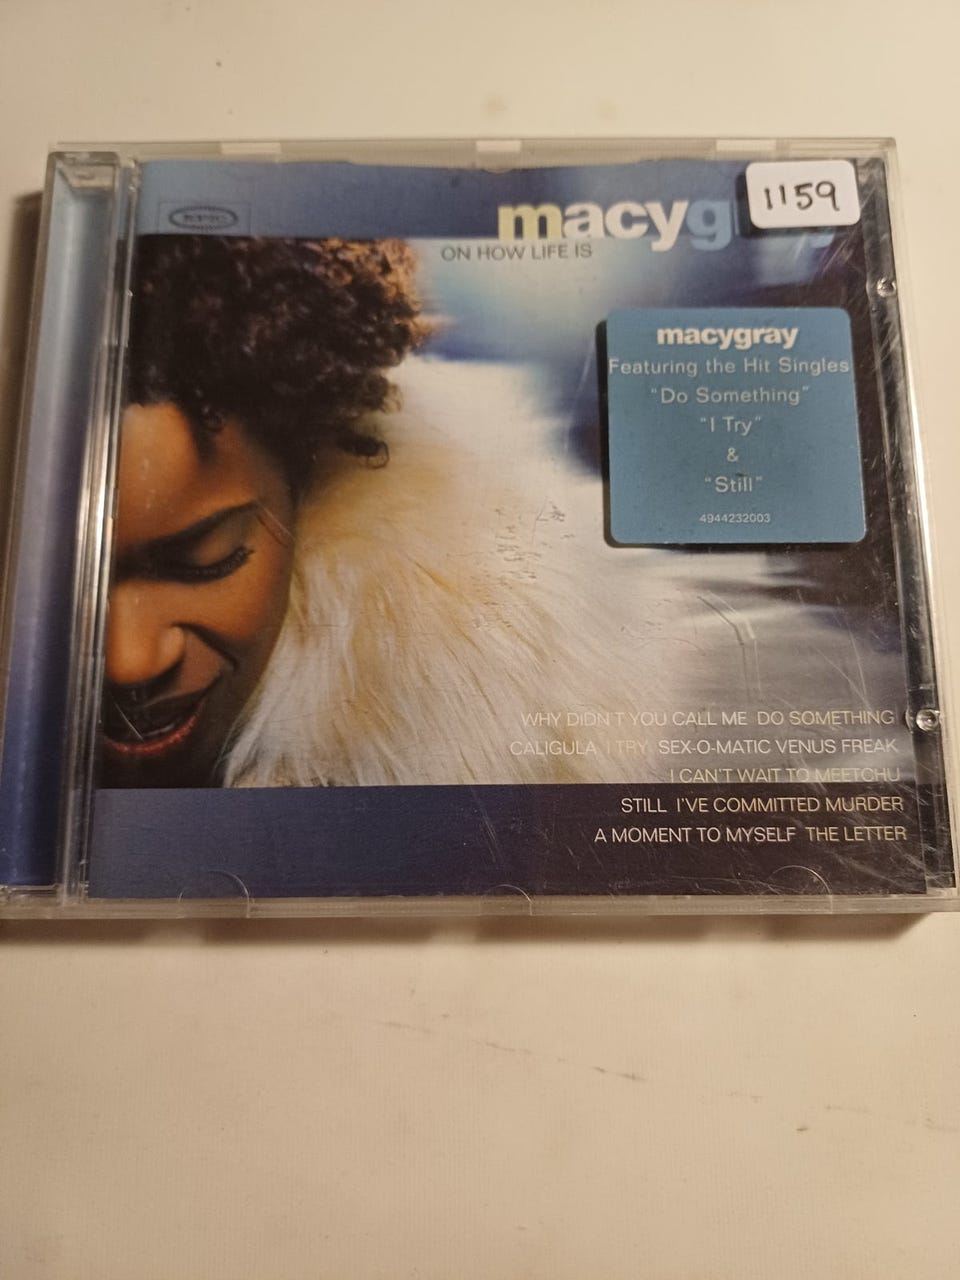 epic
macygray
1159
ON HOW LIFE IS
macygray
Featuring the Hit Singles
"Do Something"
"I Try"
&
"Still"
4944232003
WHY DIDN'T YOU CALL ME DO SOMETHING
CALIGULA I TRY SEX-O-MATIC VENUS FREAK
I CAN'T WAIT TO MEETCHU
STILL I'VE COMMITTED MURDER
A MOMENT TO MYSELF THE LETTER